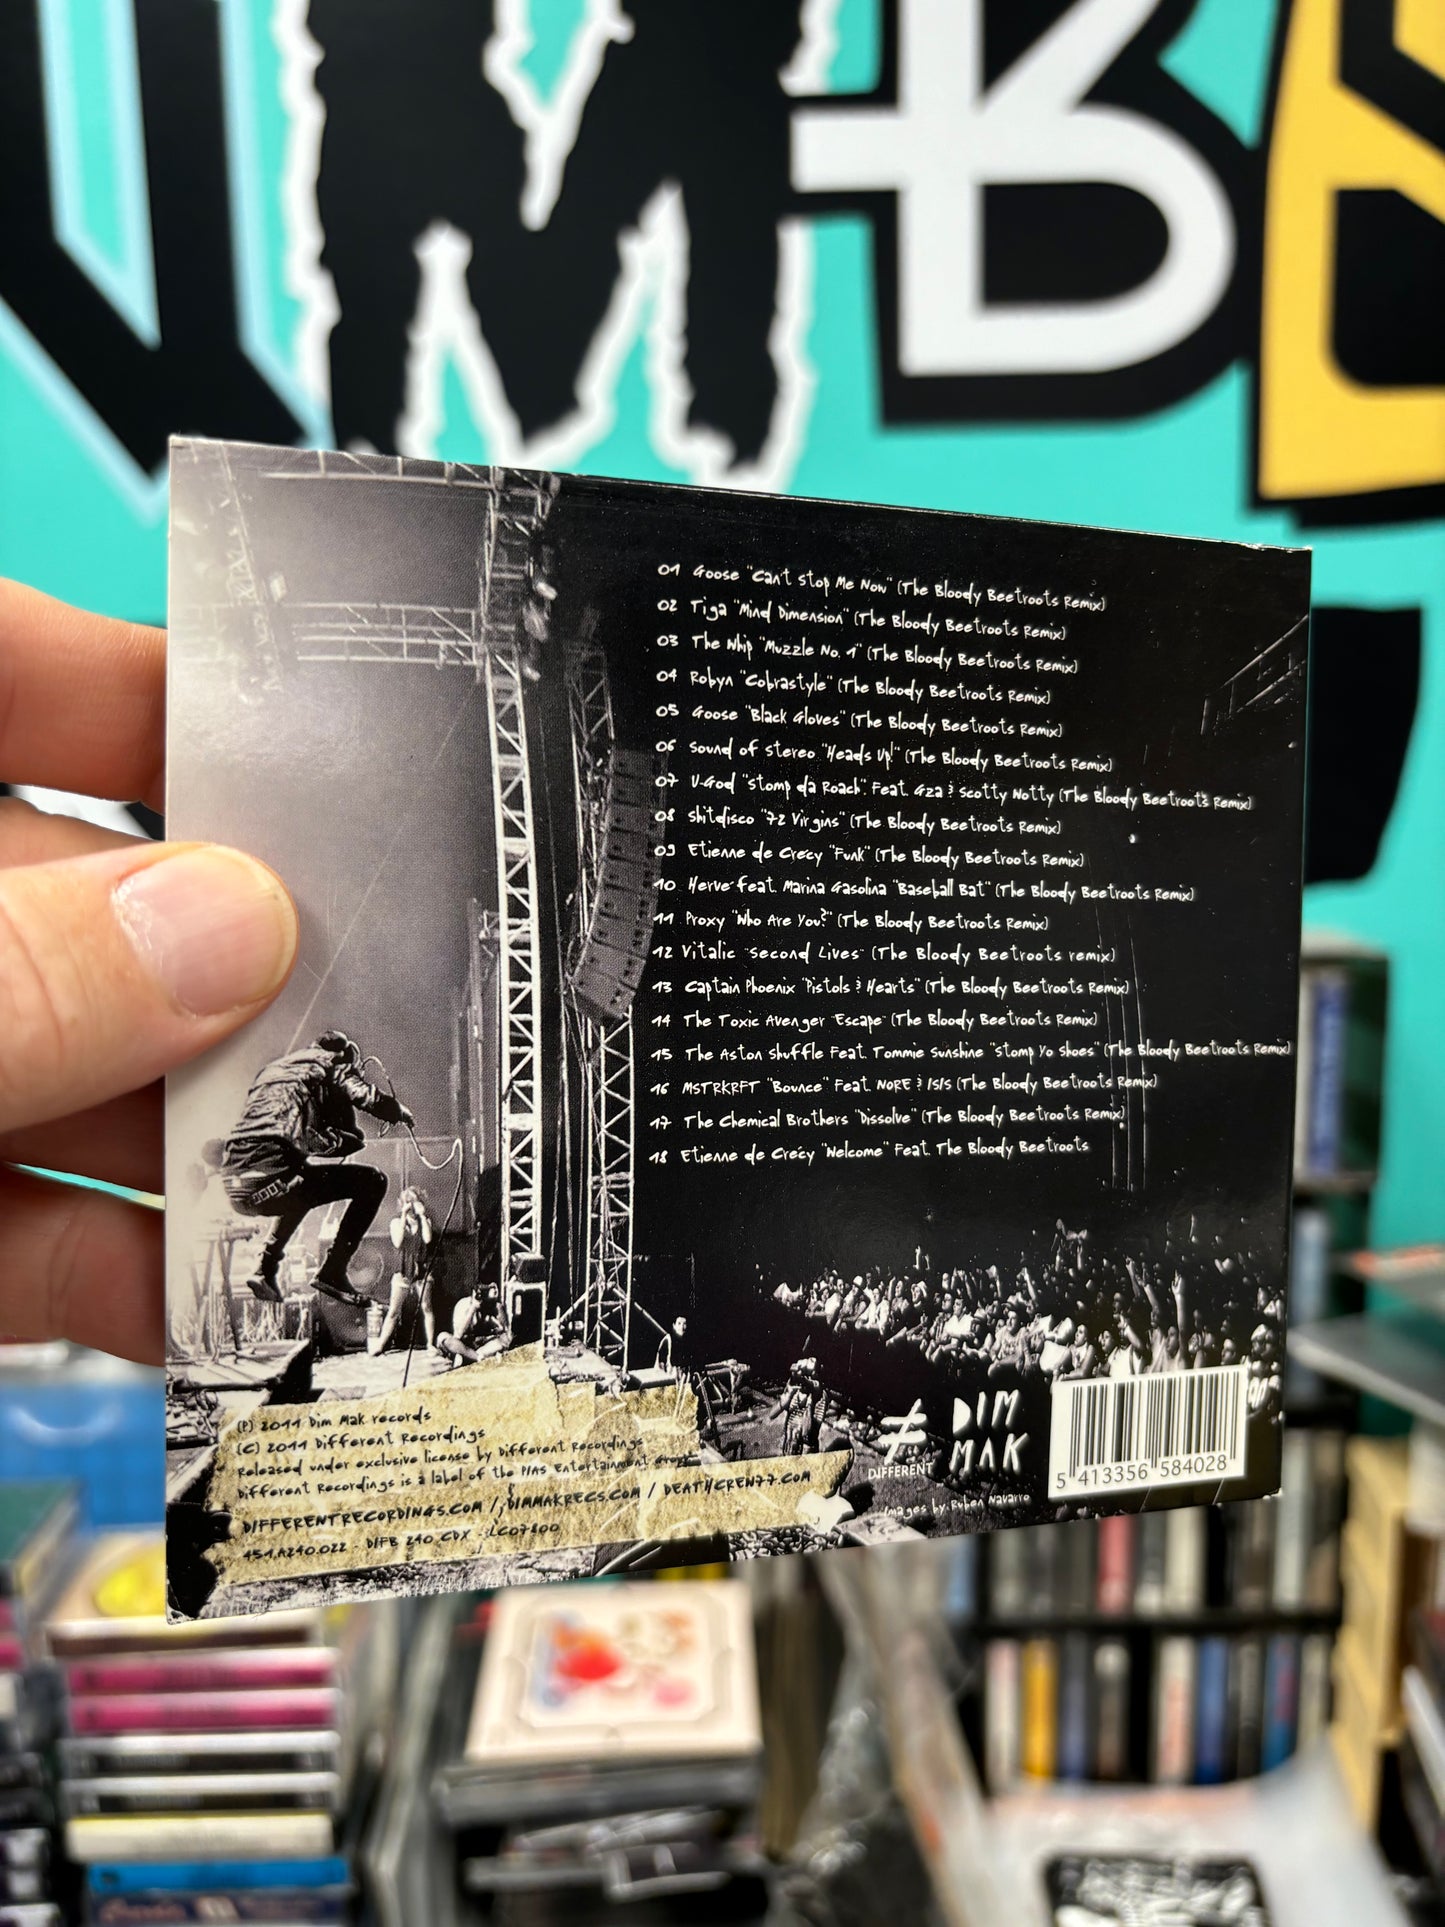 01 Goose "Can't Stop Me Now" (The Bloody Beetroots Remix)
02 Tiga "Mind Dimension" (The Bloody Beetroots Remix)
03 The Whip "Muzzle No. 1" (The Bloody Beetroots Remix)
04 Robyn "Cobrastyle" (The Bloody Beetroots Remix)
05 Goose "Black Gloves" (The Bloody Beetroots Remix)
06 Sound of Stereo "Heads Up!" (The Bloody Beetroots Remix)
07 U-God "Stomp da Roach" Feat. Gza & Scotty Notty (The Bloody Beetroots Remix)
08 Shitdisco "72 Virgins" (The Bloody Beetroots Remix)
09 Etienne de Crecy "Funk" (The Bloody Beetroots Remix)
10 Herve feat. Marina Gasolina "Baseball Bat" (The Bloody Beetroots Remix)
11 Proxy "Who Are You?" (The Bloody Beetroots Remix)
12 Vitalic "Second Lives" (The Bloody Beetroots remix)
13 Captain Phoenix "Pistols & Hearts" (The Bloody Beetroots Remix)
14 The Toxic Avenger "Escape" (The Bloody Beetroots Remix)
15 The Aston Shuffle Feat. Tommie Sunshine "Stomp Yo Shoes" (The Bloody Beetroots Remix)
16 MSTRKRFT "Bounce" Feat. NORE & ISIS (The Bloody Beetroots Remix)
17 The Chemical Brothers "Dissolve" (The Bloody Beetroots Remix)
18 Etienne de Crécy "Welcome" Feat. The Bloody Beetroots
(P) 2011 Dim Mak records
(C) 2011 Different Recordings
Released under exclusive license by Different Recordings
Different Recordings is a label of the PIAS Entertainment Group
DIFFERENTRECORDINGS.COM / DIMMAKRECS.COM / DEATHCREW77.COM
451.A240.022 - DIFB 240 CDX - LC07800
≠
DIFFERENT
DIM
MAK
5 413356 584028
Images by Ruben Navarro